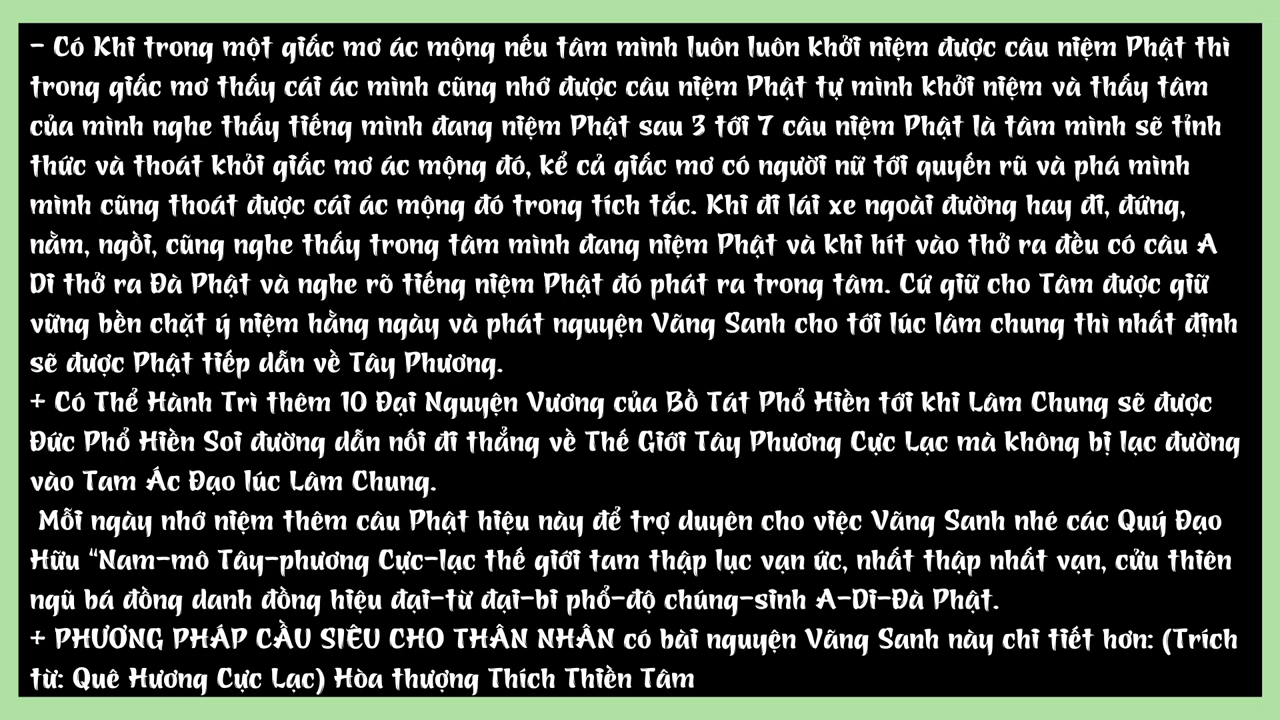 - Có Khi trong một giấc mơ ác mộng nếu tâm mình luôn luôn khởi niệm được câu niệm Phật thì
trong giấc mơ thấy cái ác mình cũng nhớ được câu niệm Phật tự mình khởi niệm và thấy tâm
của mình nghe thấy tiếng mình đang niệm Phật sau 3 tới 7 câu niệm Phật là tâm mình sẽ tỉnh
thức và thoát khỏi giấc mơ ác mộng đó, kể cả giấc mơ có người nữ tới quyến rũ và phá mình
mình cũng thoát được cái ác mộng đó trong tích tắc. Khi đi lái xe ngoài đường hay đi, đứng,
nằm, ngồi, cũng nghe thấy trong tâm mình đang niệm Phật và khi hít vào thở ra đều có câu A
Di thở ra Đà Phật và nghe rõ tiếng niệm Phật đó phát ra trong tâm. Cứ giữ cho Tâm được giữ
vững bền chặt ý niệm hằng ngày và phát nguyện Vãng Sanh cho tới lúc lâm chung thì nhất định
sẽ được Phật tiếp dẫn về Tây Phương.
+ Có Thể Hành Trì thêm 10 Đại Nguyện Vương của Bồ Tát Phổ Hiền tới khi Lâm Chung sẽ được
Đức Phổ Hiền Soi đường dẫn nối đi thẳng về Thế Giới Tây Phương Cực Lạc mà không bị lạc đường
vào Tam Ác Đạo lúc Lâm Chung.
Mỗi ngày nhớ niệm thêm câu Phật hiệu này để trợ duyên cho việc Vãng Sanh nhé các Quý Đạo
Hữu "Nam-mô Tây-phương Cực-lạc thế giới tam thập lục vạn ức, nhất thập nhất vạn, cửu thiên
ngũ bá đồng danh đồng hiệu đại-từ đại-bi phổ-độ chúng-sinh A-Di-Đà Phật.
+ PHƯƠNG PHÁP CẦU SIÊU CHO THÂN NHÂN có bài nguyện Vãng Sanh này chi tiết hơn: (Trích
từ: Quê Hương Cực Lạc) Hòa thượng Thích Thiền Tâm